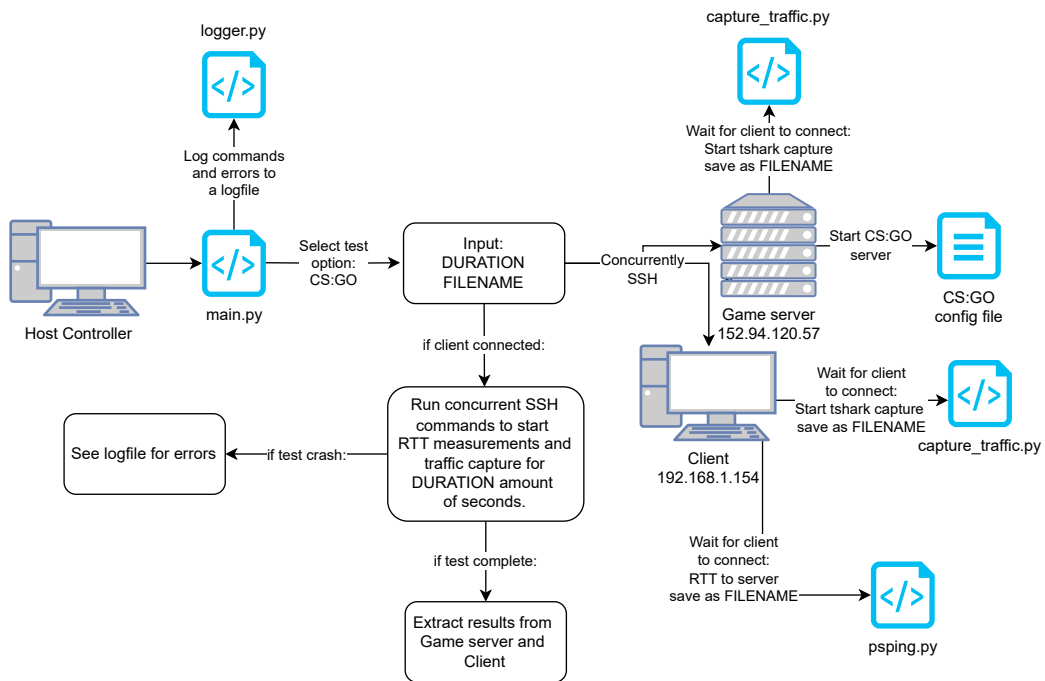 logger.py
Log commands
and errors to
a logfile
Host Controller
main.py
Select test
option:
CS:GO
Input:
DURATION
FILENAME
Concurrently
SSH
capture_traffic.py
Wait for client to connect:
Start tshark capture
save as FILENAME
Game server
152.94.120.57
Start CS:GO
server
CS:GO
config file
if client connected:
Run concurrent SSH
commands to start
RTT measurements and
traffic capture for
DURATION amount
of seconds.
if test crash:
See logfile for errors
if test complete:
Extract results from
Game server and
Client
Client
192.168.1.154
Wait for client
to connect:
Start tshark capture
save as FILENAME
capture_traffic.py
Wait for client
to connect:
RTT to server
save as FILENAME
psping.py